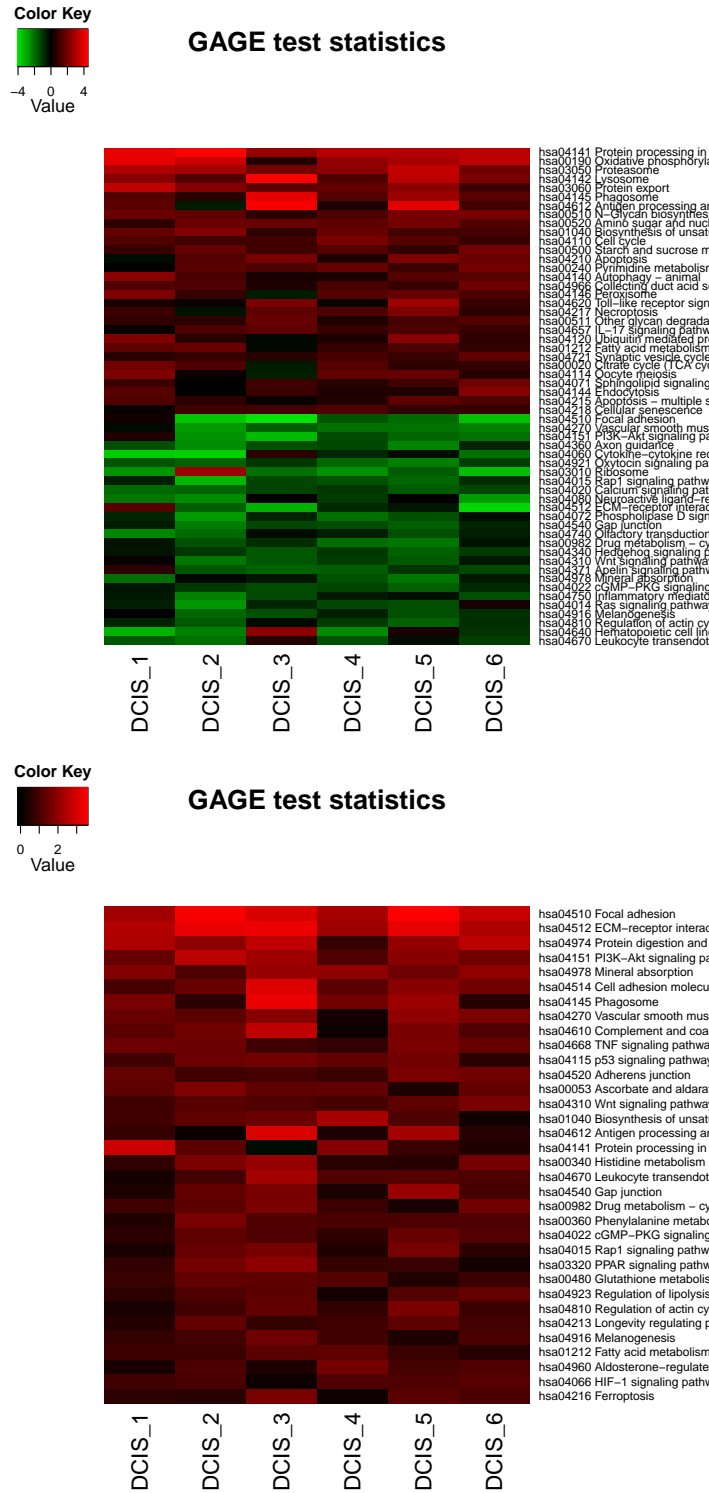 Color Key
−4 0 4
Value
GAGE test statistics
hsa04141 Protein processing in
hsa00190 Oxidative phosphoryla
hsa03050 Proteasome
hsa04142 Lysosome
hsa03060 Protein export
hsa04145 Phagosome
hsa04612 Antigen processing an
hsa00510 N−Glycan biosynthes
hsa00520 Amino sugar and nuc
hsa01040 Biosynthesis of unsat
hsa04110 Cell cycle
hsa00500 Starch and sucrose m
hsa04210 Apoptosis
hsa00240 Pyrimidine metabolism
hsa04140 Autophagy − animal
hsa04966 Collecting duct acid se
hsa04146 Peroxisome
hsa04620 Toll−like receptor sign
hsa04217 Necroptosis
hsa00511 Other glycan degrada
hsa04657 IL−17 signaling pathw
hsa04120 Ubiquitin mediated pr
hsa01212 Fatty acid metabolism
hsa04721 Synaptic vesicle cycle
hsa00020 Citrate cycle (TCA cyc
hsa04114 Oocyte meiosis
hsa04071 Sphingolipid signaling
hsa04144 Endocytosis
hsa04215 Apoptosis − multiple s
hsa04218 Cellular senescence
hsa04510 Focal adhesion
hsa04270 Vascular smooth mus
hsa04151 PI3K−Akt signaling pa
hsa04360 Axon guidance
hsa04060 Cytokine−cytokine rec
hsa04921 Oxytocin signaling pa
hsa03010 Ribosome
hsa04015 Rap1 signaling pathw
hsa04020 Calcium signaling pat
hsa04080 Neuroactive ligand−re
hsa04512 ECM−receptor interac
hsa04072 Phospholipase D sign
hsa04540 Gap junction
hsa04740 Olfactory transduction
hsa00982 Drug metabolism − cy
hsa04340 Hedgehog signaling p
hsa04310 Wnt signaling pathway
hsa04371 Apelin signaling pathw
hsa04978 Mineral absorption
hsa04022 cGMP−PKG signaling
hsa04750 Inflammatory mediato
hsa04014 Ras signaling pathway
hsa04916 Melanogenesis
hsa04810 Regulation of actin cy
hsa04640 Hematopoietic cell line
hsa04670 Leukocyte transendot
DCIS_1 DCIS_2 DCIS_3 DCIS_4 DCIS_5 DCIS_6
Color Key
0 2
Value
GAGE test statistics
hsa04510 Focal adhesion
hsa04512 ECM−receptor interac
hsa04974 Protein digestion and
hsa04151 PI3K−Akt signaling pa
hsa04978 Mineral absorption
hsa04514 Cell adhesion molecu
hsa04145 Phagosome
hsa04270 Vascular smooth mus
hsa04610 Complement and coa
hsa04668 TNF signaling pathwa
hsa04115 p53 signaling pathway
hsa04520 Adherens junction
hsa00053 Ascorbate and aldara
hsa04310 Wnt signaling pathway
hsa01040 Biosynthesis of unsat
hsa04612 Antigen processing an
hsa04141 Protein processing in
hsa00340 Histidine metabolism
hsa04670 Leukocyte transendot
hsa04540 Gap junction
hsa00982 Drug metabolism − cy
hsa00360 Phenylalanine metabo
hsa04022 cGMP−PKG signaling
hsa04015 Rap1 signaling pathw
hsa03320 PPAR signaling pathw
hsa00480 Glutathione metabolis
hsa04923 Regulation of lipolysis
hsa04810 Regulation of actin cy
hsa04213 Longevity regulating p
hsa04916 Melanogenesis
hsa01212 Fatty acid metabolism
hsa04960 Aldosterone−regulate
hsa04066 HIF−1 signaling pathw
hsa04216 Ferroptosis
DCIS_1 DCIS_2 DCIS_3 DCIS_4 DCIS_5 DCIS_6